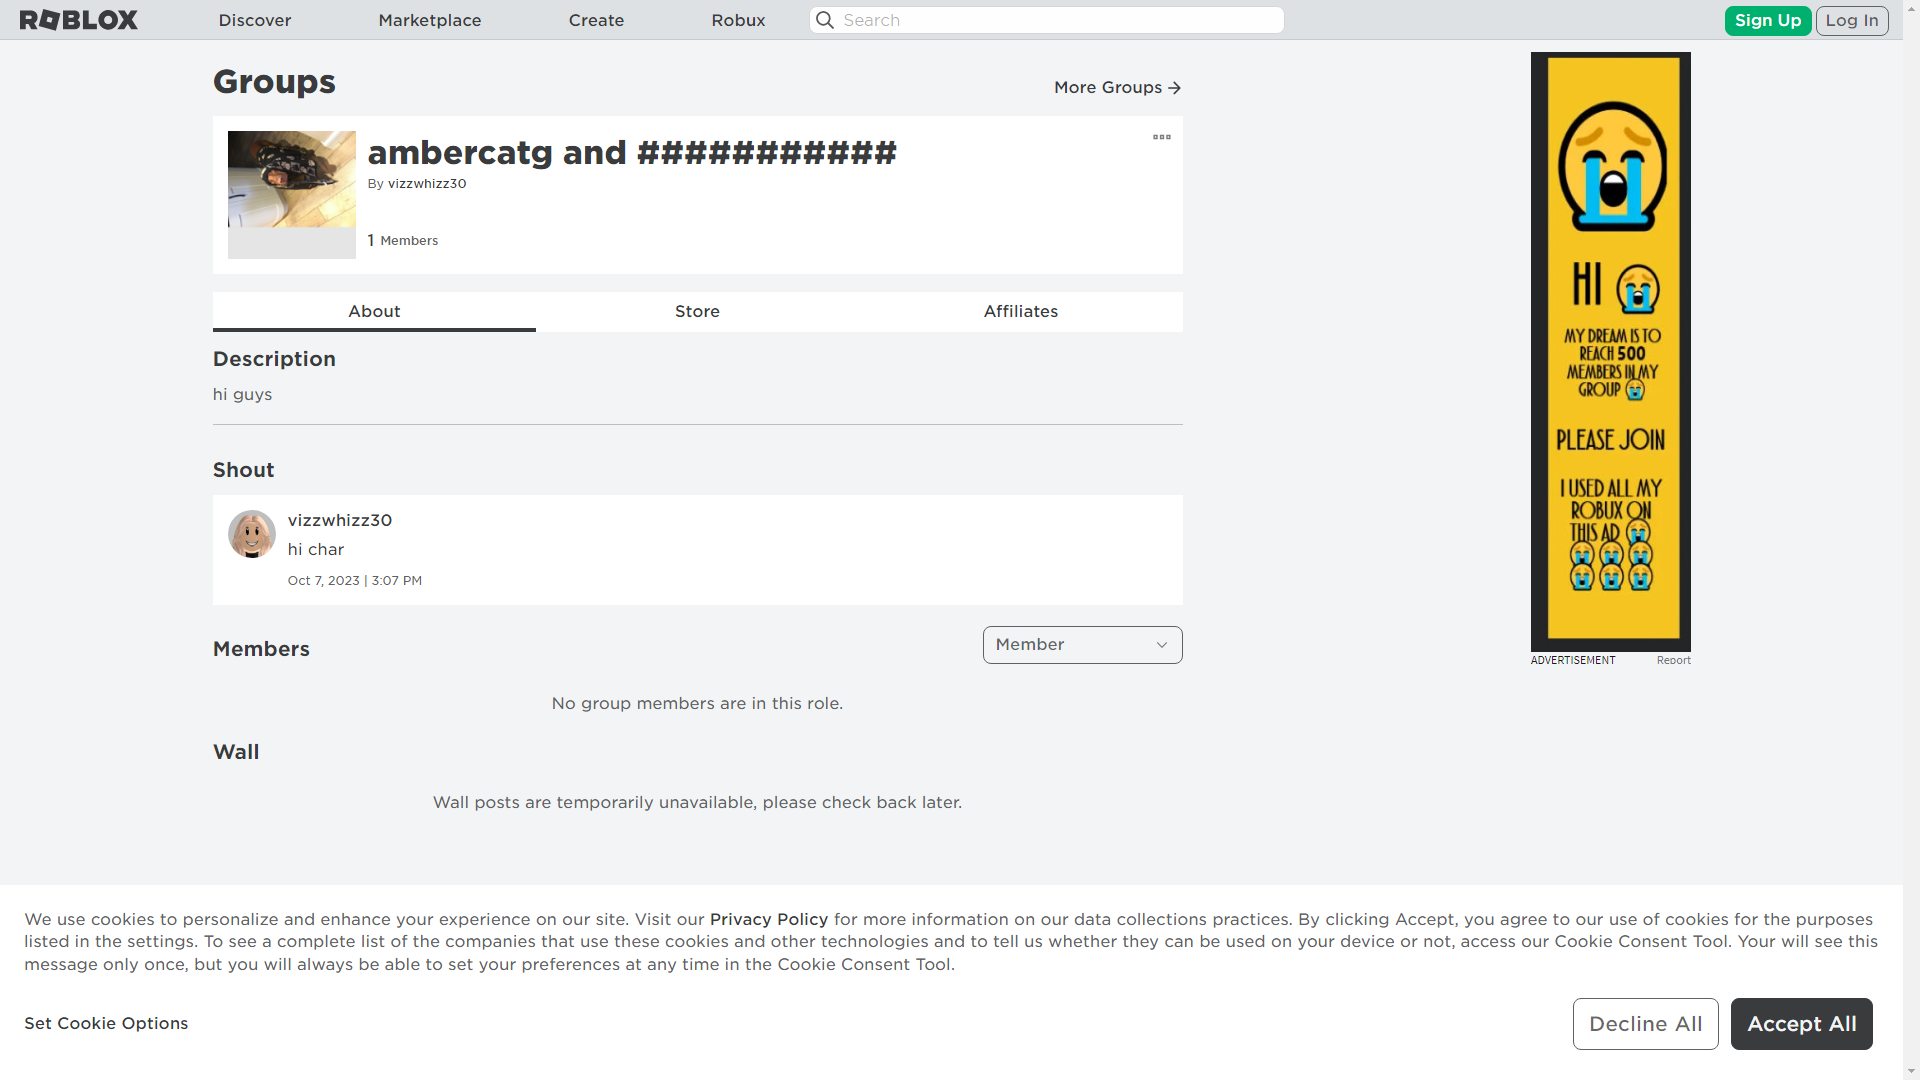 ROBLOX
Discover
Marketplace
Create
Robux
Search
Sign Up
Log In
Groups
More Groups
ambercatg and ###########
By vizzwhizz30
1 Members
About
Store
Affiliates
Description
hi guys
Shout
vizzwhizz30
hi char
Oct 7, 2023 | 3:07 PM
Members
Member
No group members are in this role.
Wall
Wall posts are temporarily unavailable, please check back later.
HI
MY DREAM IS TO
REACH 500
MEMBERS IN MY
GROUP
PLEASE JOIN
I USED ALL MY
ROBUX ON
THIS AD
ADVERTISEMENT
Report
We use cookies to personalize and enhance your experience on our site. Visit our Privacy Policy for more information on our data collections practices. By clicking Accept, you agree to our use of cookies for the purposes
listed in the settings. To see a complete list of the companies that use these cookies and other technologies and to tell us whether they can be used on your device or not, access our Cookie Consent Tool. Your will see this
message only once, but you will always be able to set your preferences at any time in the Cookie Consent Tool.
Set Cookie Options
Decline All
Accept All